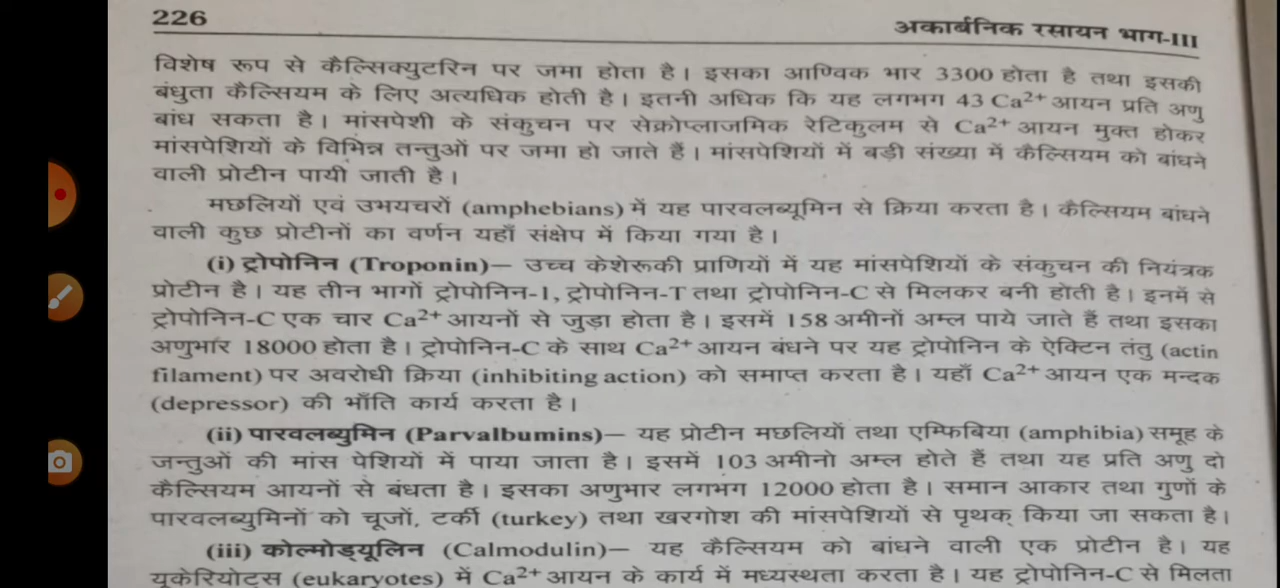 226
अकार्बनिक रसायन भाग-III
विशेष रूप से कैल्सिक्युटरिन पर जमा होता है। इसका आण्विक भार 3300 होता है तथा इसकी
बंधुता कैल्सियम के लिए अत्यधिक होती है। इतनी अधिक कि यह लगभग 43 Ca²⁺ आयन प्रति अणु
बांध सकता है। मांसपेशी के संकुचन पर सेक्रोप्लाजमिक रेटिकुलम से Ca²⁺ आयन मुक्त होकर
मांसपेशियों के विभिन्न तन्तुओं पर जमा हो जाते हैं। मांसपेशियों में बड़ी संख्या में कैल्सियम को बांधने
वाली प्रोटीन पायी जाती है।
मछलियों एवं उभयचरों (amphebians) में यह पारवलब्यूमिन से क्रिया करता है। कैल्सियम बांधने
वाली कुछ प्रोटीनों का वर्णन यहाँ संक्षेप में किया गया है।
(i) ट्रोपोनिन (Troponin)— उच्च केशेरूकी प्राणियों में यह मांसपेशियों के संकुचन की नियंत्रक
प्रोटीन है। यह तीन भागों ट्रोपोनिन-1, ट्रोपोनिन-T तथा ट्रोपोनिन-C से मिलकर बनी होती है। इनमें से
ट्रोपोनिन-C एक चार Ca²⁺ आयनों से जुड़ा होता है। इसमें 158 अमीनों अम्ल पाये जाते हैं तथा इसका
अणुभार 18000 होता है। ट्रोपोनिन-C के साथ Ca²⁺ आयन बंधने पर यह ट्रोपोनिन के ऐक्टिन तंतु (actin
filament) पर अवरोधी क्रिया (inhibiting action) को समाप्त करता है। यहाँ Ca²⁺ आयन एक मन्दक
(depressor) की भाँति कार्य करता है।
(ii) पारवलब्युमिन (Parvalbumins)— यह प्रोटीन मछलियों तथा एम्फिबिया (amphibia) समूह के
जन्तुओं की मांस पेशियों में पाया जाता है। इसमें 103 अमीनो अम्ल होते हैं तथा यह प्रति अणु दो
कैल्सियम आयनों से बंधता है। इसका अणुभार लगभग 12000 होता है। समान आकार तथा गुणों के
पारवलब्युमिनों को चूजों, टर्की (turkey) तथा खरगोश की मांसपेशियों से पृथक् किया जा सकता है।
(iii) कोल्मोड्यूलिन (Calmodulin)— यह कैल्सियम को बांधने वाली एक प्रोटीन है। यह
यूकेरियोट्स (eukaryotes) में Ca²⁺ आयन के कार्य में मध्यस्थता करता है। यह ट्रोपोनिन-C से मिलता